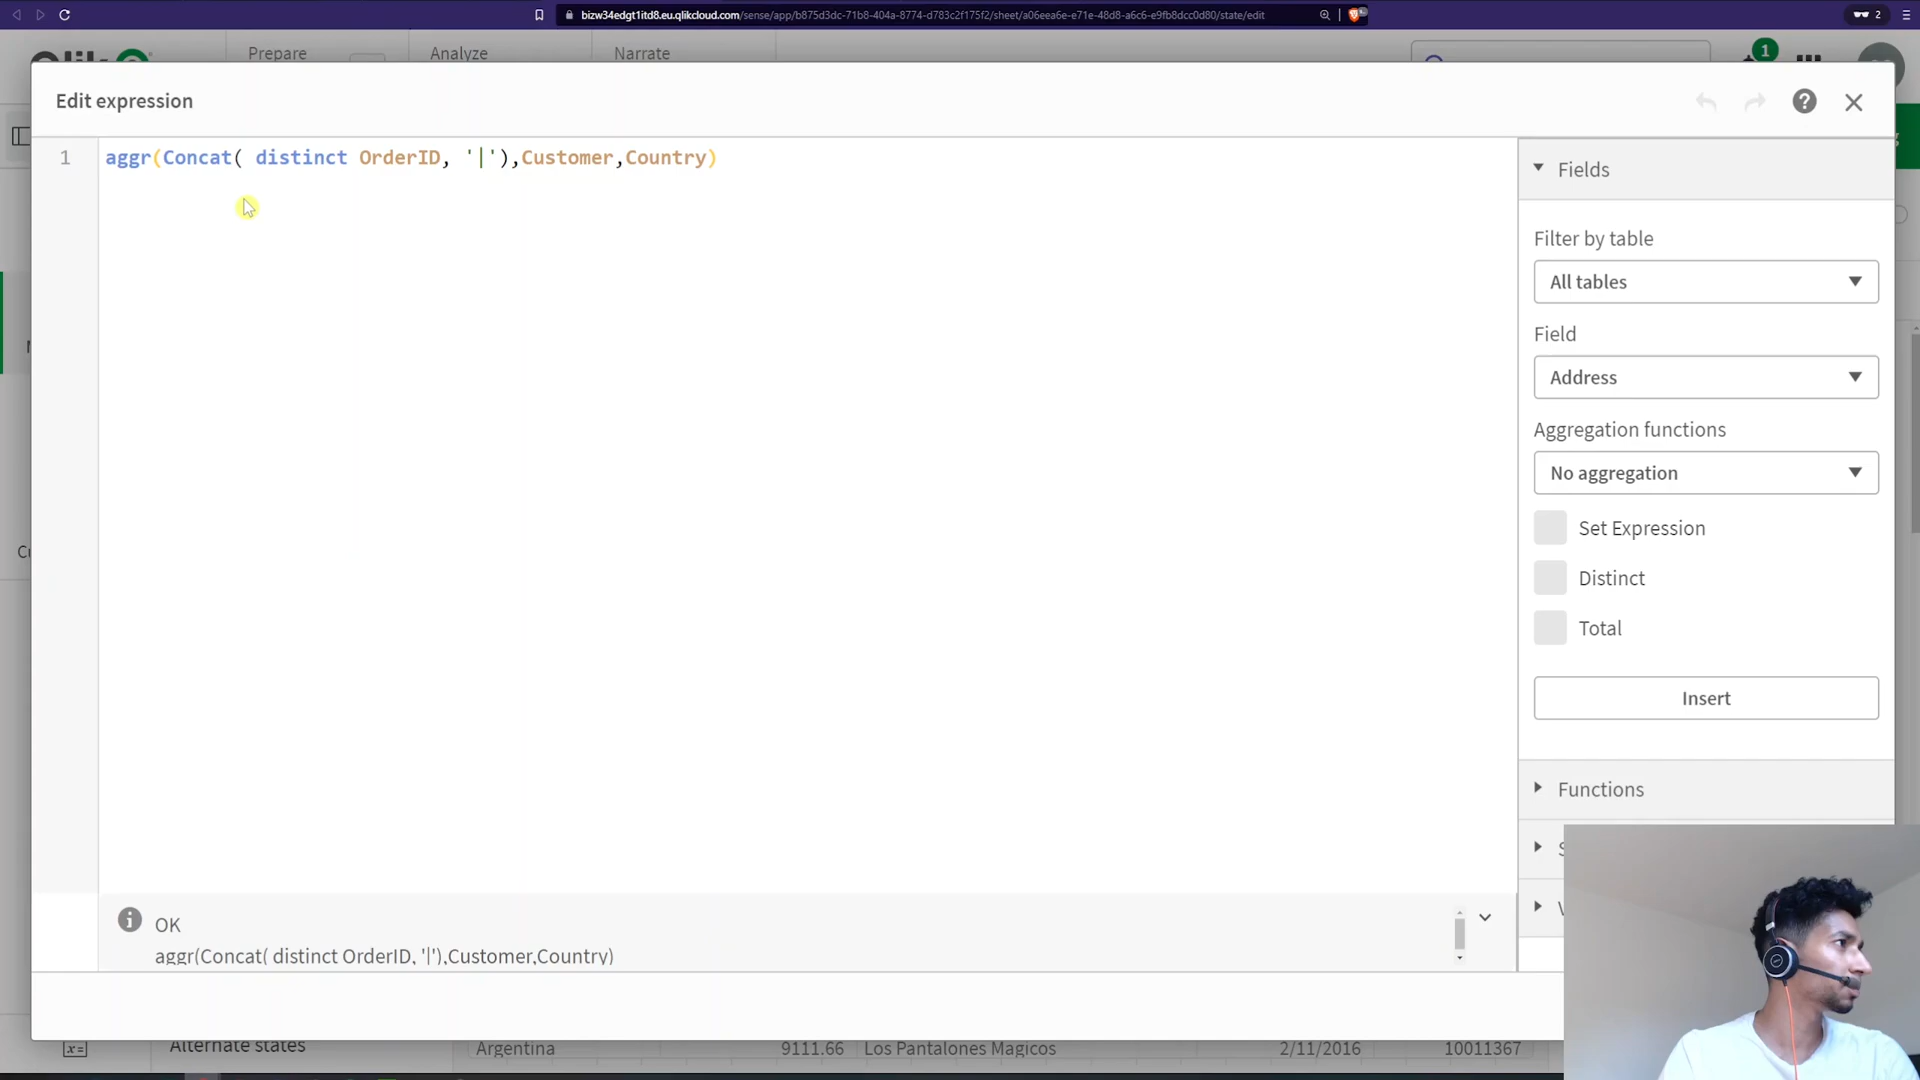 bizw34edgt1itd8.eu.qlikcloud.com/sense/app/b875d3dc-71b8-404a-8774-d783c2f175f2/sheet/a06eea6e-e71e-48d8-a6c6-e9fb8dcc0d80/state/edit
2
Prepare
Analyze
Narrate
1
Edit expression
1
aggr(Concat( distinct OrderID, '|'),Customer,Country)
Fields
Filter by table
All tables
Field
Address
Aggregation functions
No aggregation
Set Expression
Distinct
Total
Insert
Functions
OK
aggr(Concat( distinct OrderID, '|'),Customer,Country)
Alternate states
Argentina
9111.66
Los Pantalones Magicos
2/11/2016
10011367